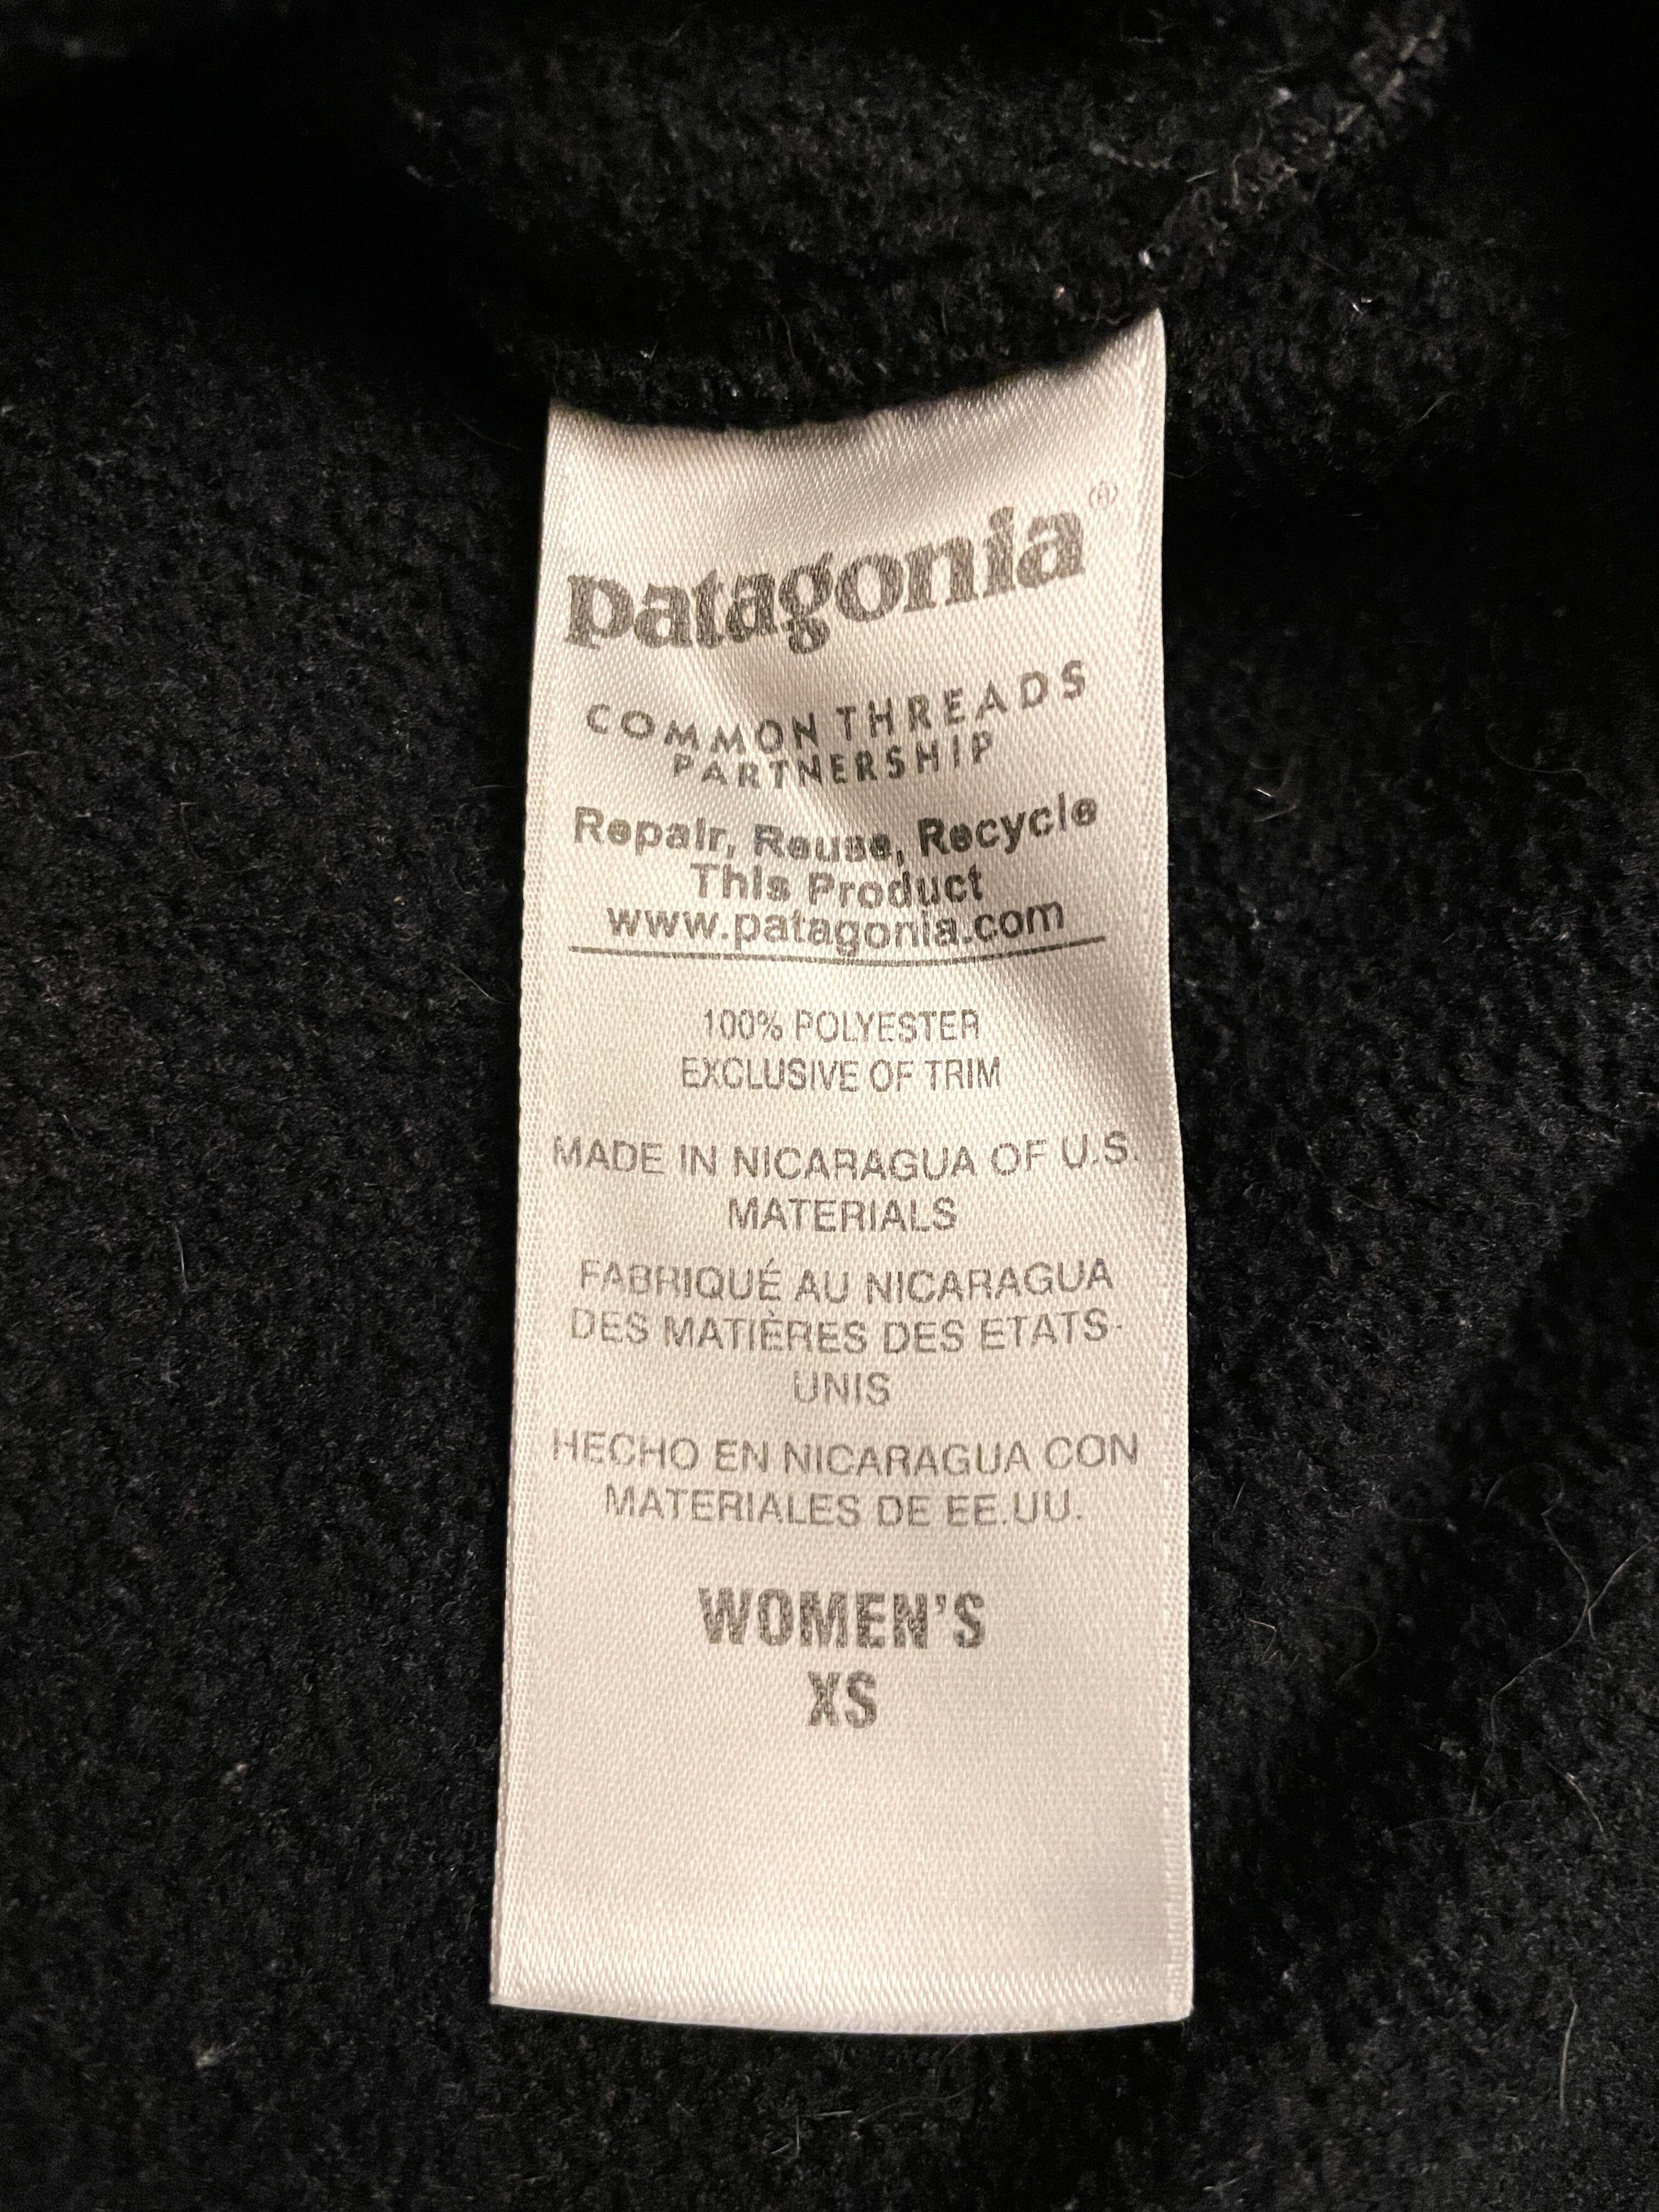 patagonia®
COMMON THREADS
PARTNERSHIP
Repair, Reuse, Recycle
This Product
www.patagonia.com
100% POLYESTER
EXCLUSIVE OF TRIM
MADE IN NICARAGUA OF U.S.
MATERIALS
FABRIQUÉ AU NICARAGUA
DES MATIÈRES DES ETATS-
UNIS
HECHO EN NICARAGUA CON
MATERIALES DE EE.UU.
WOMEN'S
XS